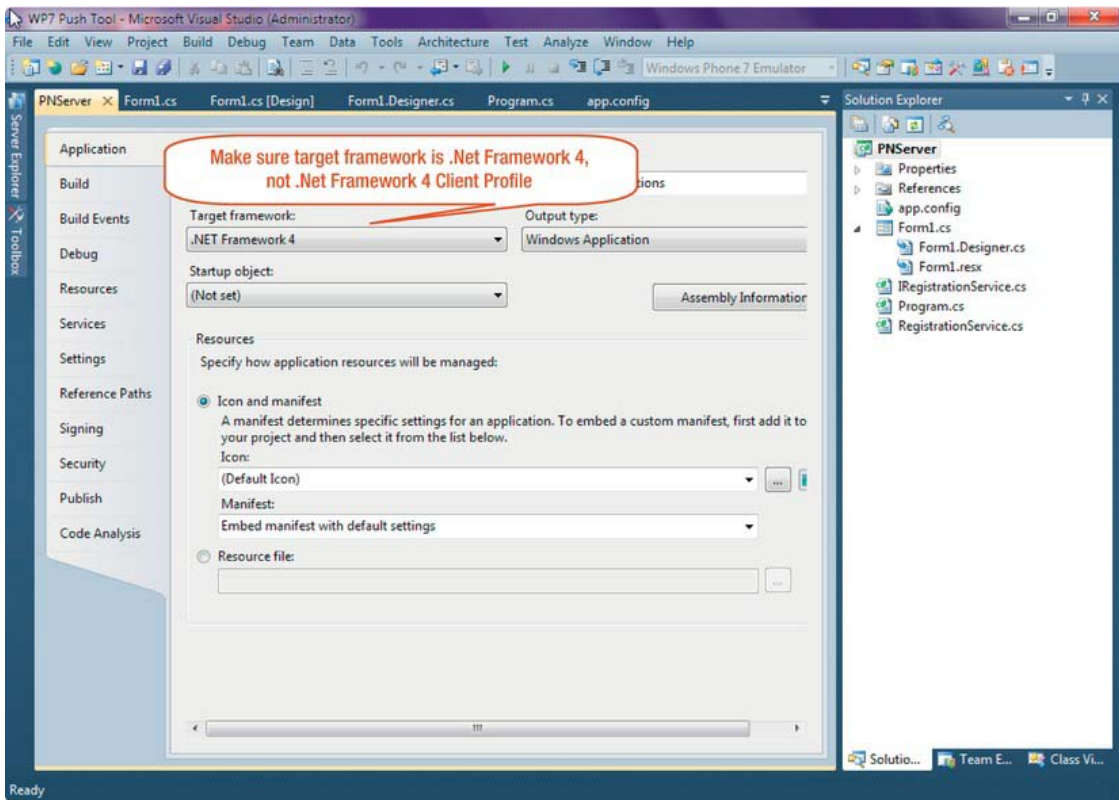 WP7 Push Tool - Microsoft Visual Studio (Administrator)
File Edit View Project Build Debug Team Data Tools Architecture Test Analyze Window Help
Windows Phone 7 Emulator
Server Explorer
Toolbox
PNServer Form1.cs Form1.cs [Design] Form1.Designer.cs Program.cs app.config
Application
Build
Build Events
Debug
Resources
Services
Settings
Reference Paths
Signing
Security
Publish
Code Analysis
Make sure target framework is .Net Framework 4,
not .Net Framework 4 Client Profile
tions
Target framework: Output type:
.NET Framework 4 Windows Application
Startup object:
(Not set) Assembly Information
Resources
Specify how application resources will be managed:
Icon and manifest
A manifest determines specific settings for an application. To embed a custom manifest, first add it to
your project and then select it from the list below.
Icon:
(Default Icon) ...
Manifest:
Embed manifest with default settings
Resource file:
...
Solution Explorer
PNServer
Properties
References
app.config
Form1.cs
Form1.Designer.cs
Form1.resx
IRegistrationService.cs
Program.cs
RegistrationService.cs
Solutio... Team E... Class Vi...
Ready